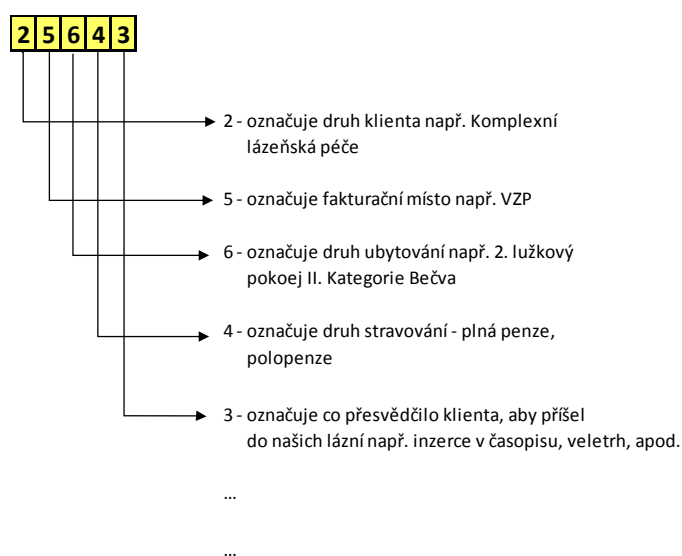 2 5 6 4 3
2 - označuje druh klienta např. Komplexní
lázeňská péče
5 - označuje fakturační místo např. VZP
6 - označuje druh ubytování např. 2. lužkový
pokoej II. Kategorie Bečva
4 - označuje druh stravování - plná penze,
polopenze
3 - označuje co přesvědčilo klienta, aby příšel
do našich lázní např. inzerce v časopisu, veletrh, apod.
...
...